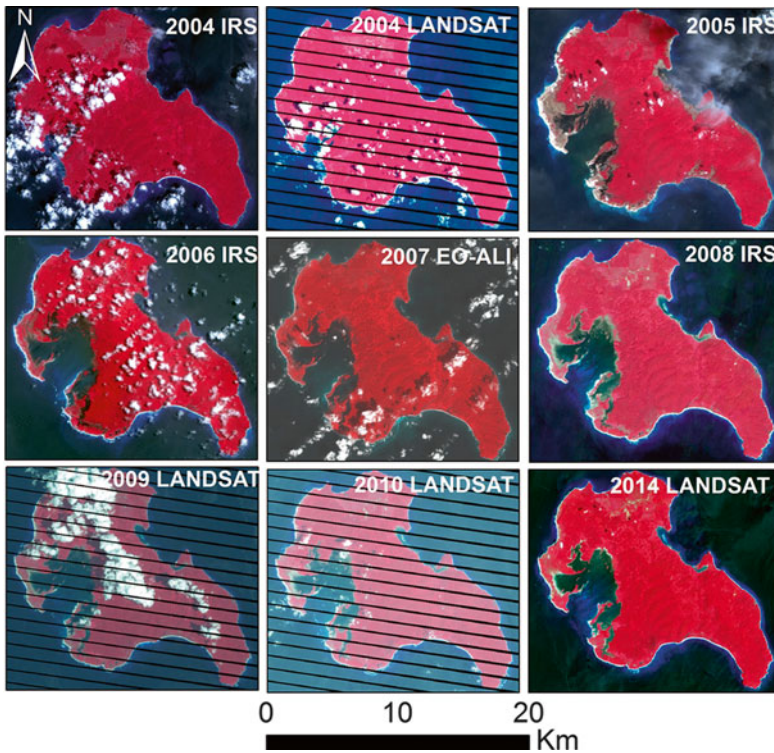 N
2004 IRS
2004 LANDSAT
2005 IRS
2006 IRS
2007 EO-ALI
2008 IRS
2009 LANDSAT
2010 LANDSAT
2014 LANDSAT
0 10 20
Km